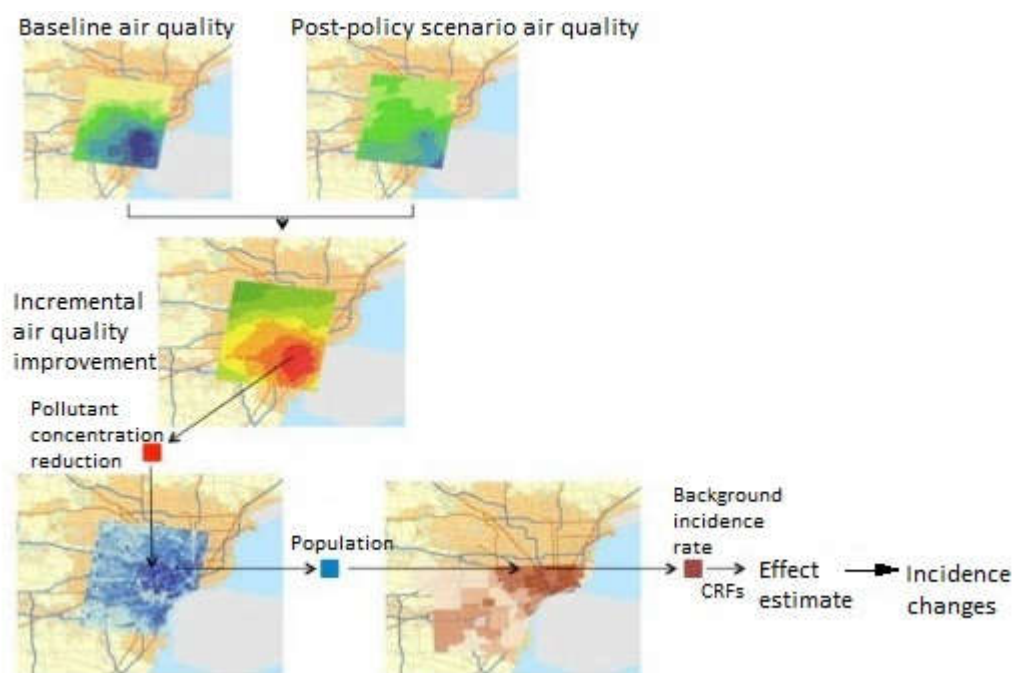 Baseline air quality
Post-policy scenario air quality
Incremental
air quality
improvement
Pollutant
concentration
reduction
Population
Background
incidence
rate
CRFs
Effect
estimate
Incidence
changes